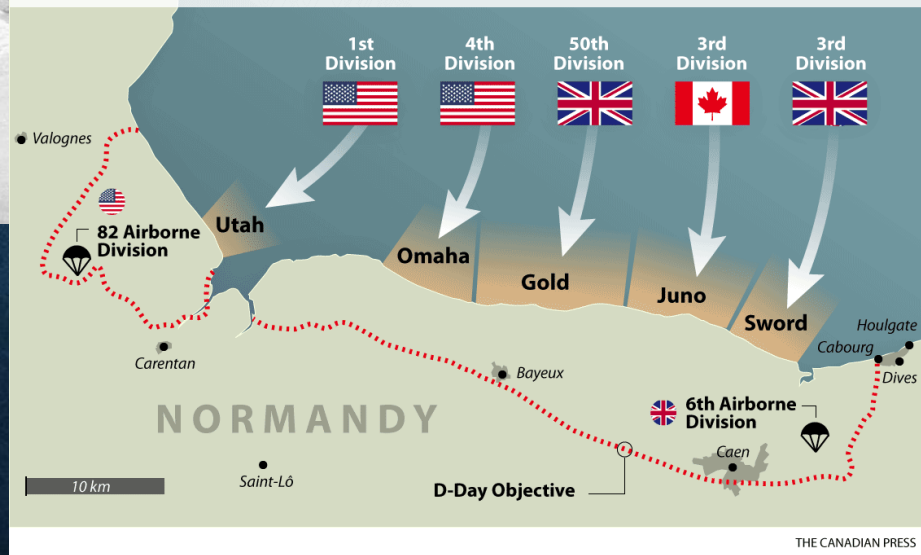 1st
Division
4th
Division
50th
Division
3rd
Division
3rd
Division
Valognes
82 Airborne
Division
Utah
Omaha
Gold
Juno
Sword
Houlgate
Cabourg
Dives
Carentan
Bayeux
NORMANDY
6th Airborne
Division
Caen
Saint-Lô
10 km
D-Day Objective
THE CANADIAN PRESS